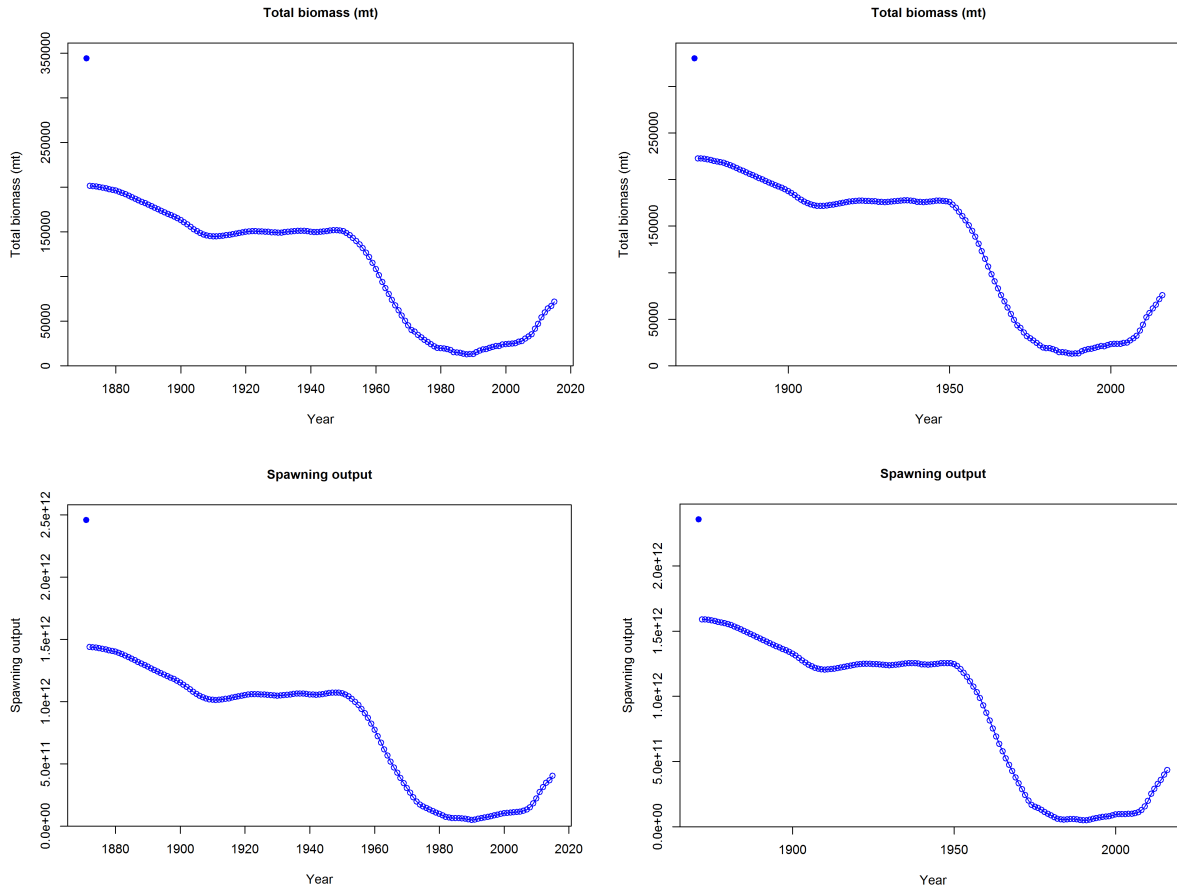 Total biomass (mt)
Total biomass (mt)
350000
250000
150000
50000
0
Total biomass (mt)
1880 1900 1920 1940 1960 1980 2000 2020
Year
250000
150000
50000
0
Total biomass (mt)
1900 1950 2000
Year
Spawning output
Spawning output
2.5e+12
2.0e+12
1.5e+12
1.0e+12
5.0e+11
0.0e+00
Spawning output
1880 1900 1920 1940 1960 1980 2000 2020
Year
2.0e+12
1.5e+12
1.0e+12
5.0e+11
0.0e+00
Spawning output
1900 1950 2000
Year